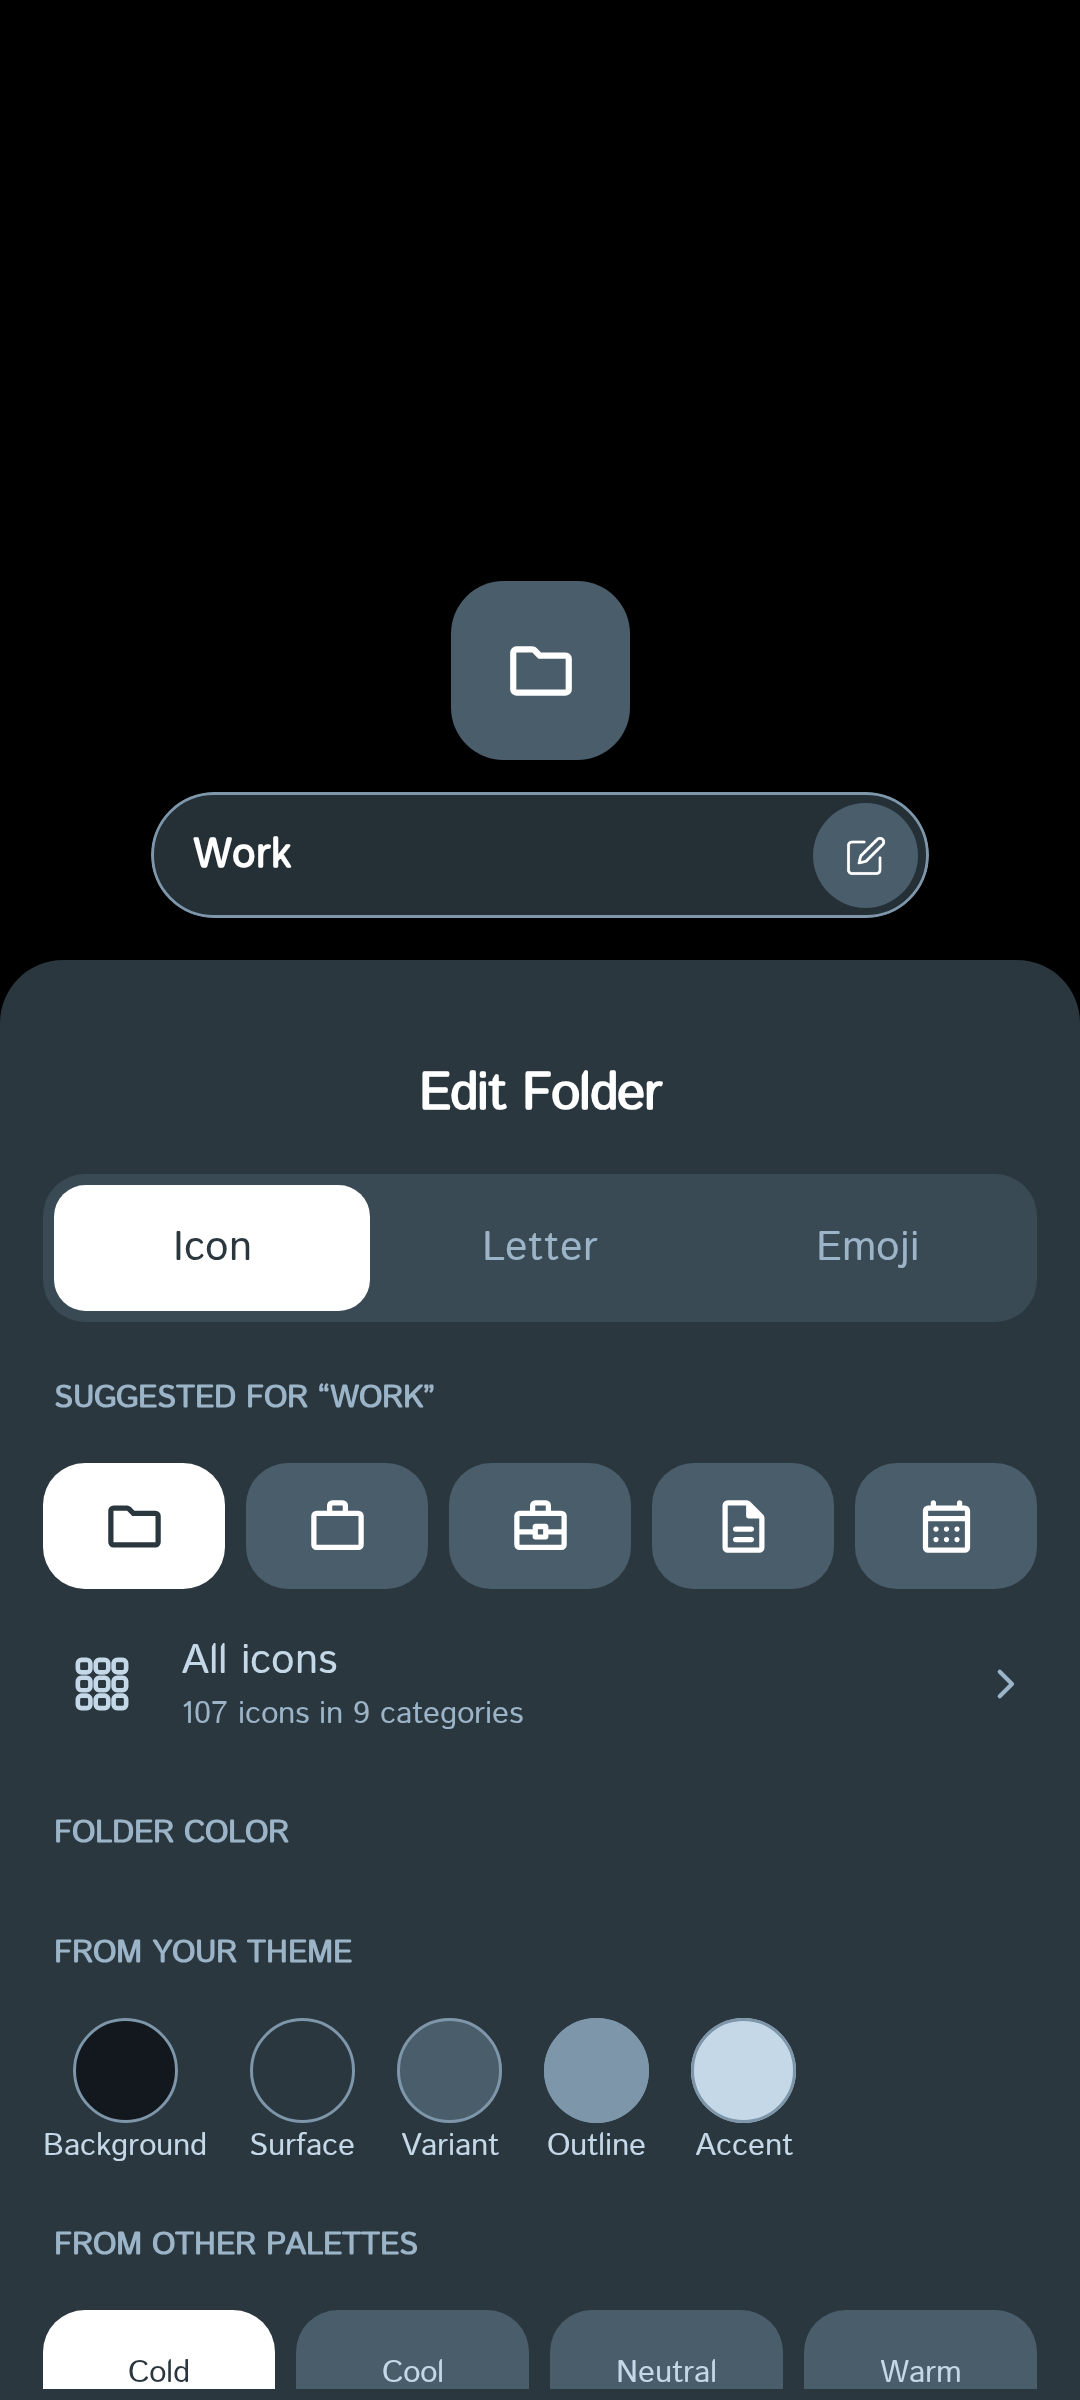 Work
Edit Folder
Icon Letter Emoji
SUGGESTED FOR “WORK”
All icons
107 icons in 9 categories
FOLDER COLOR
FROM YOUR THEME
Background Surface Variant Outline Accent
FROM OTHER PALETTES
Cold Cool Neutral Warm